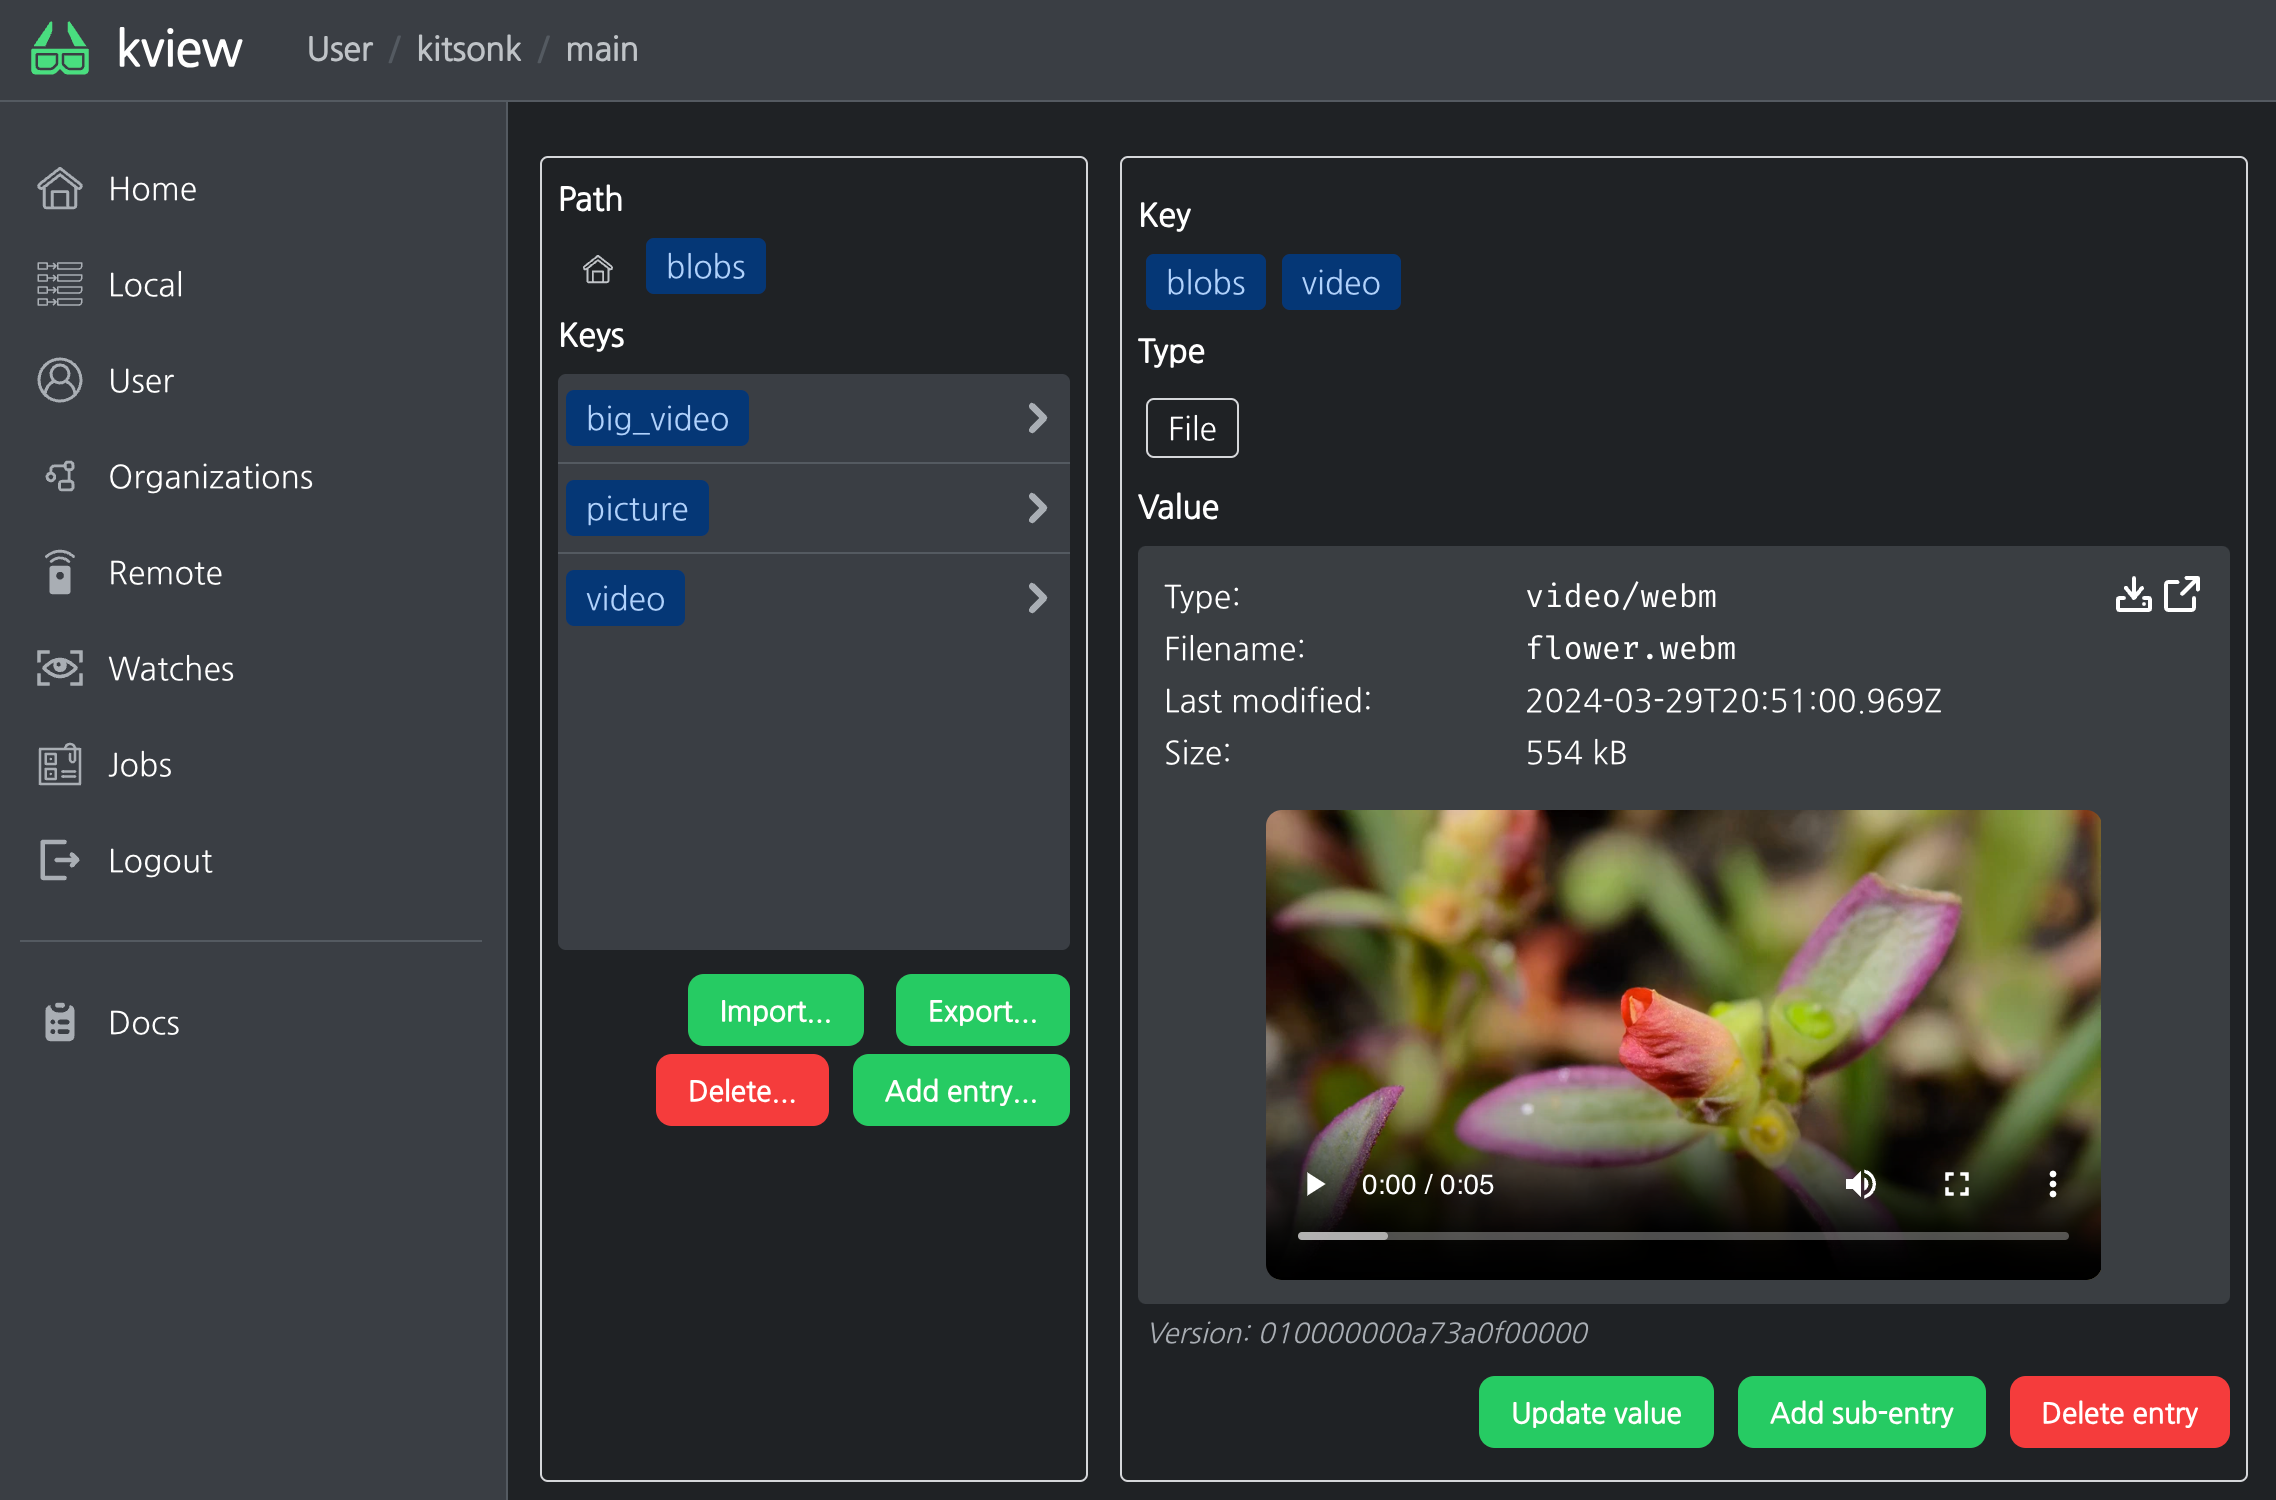 kview
User / kitsonk / main
Home
Local
User
Organizations
Remote
Watches
Jobs
Logout
Docs
Path
blobs
Keys
big_video
picture
video
Import...
Export...
Delete...
Add entry...
Key
blobs video
Type
File
Value
Type: video/webm
Filename: flower.webm
Last modified: 2024-03-29T20:51:00.969Z
Size: 554 kB
0:00 / 0:05
Version: 010000000a73a0f00000
Update value
Add sub-entry
Delete entry